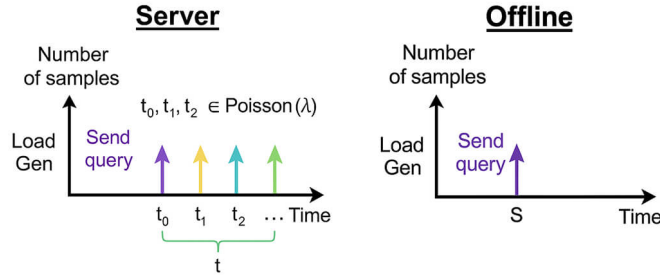 Server
Number
of samples
t₀, t₁, t₂ ∈ Poisson(λ)
Load
Gen
Send
query
t₀ t₁ t₂ ... Time
t
Offline
Number
of samples
Load
Gen
Send
query
S Time